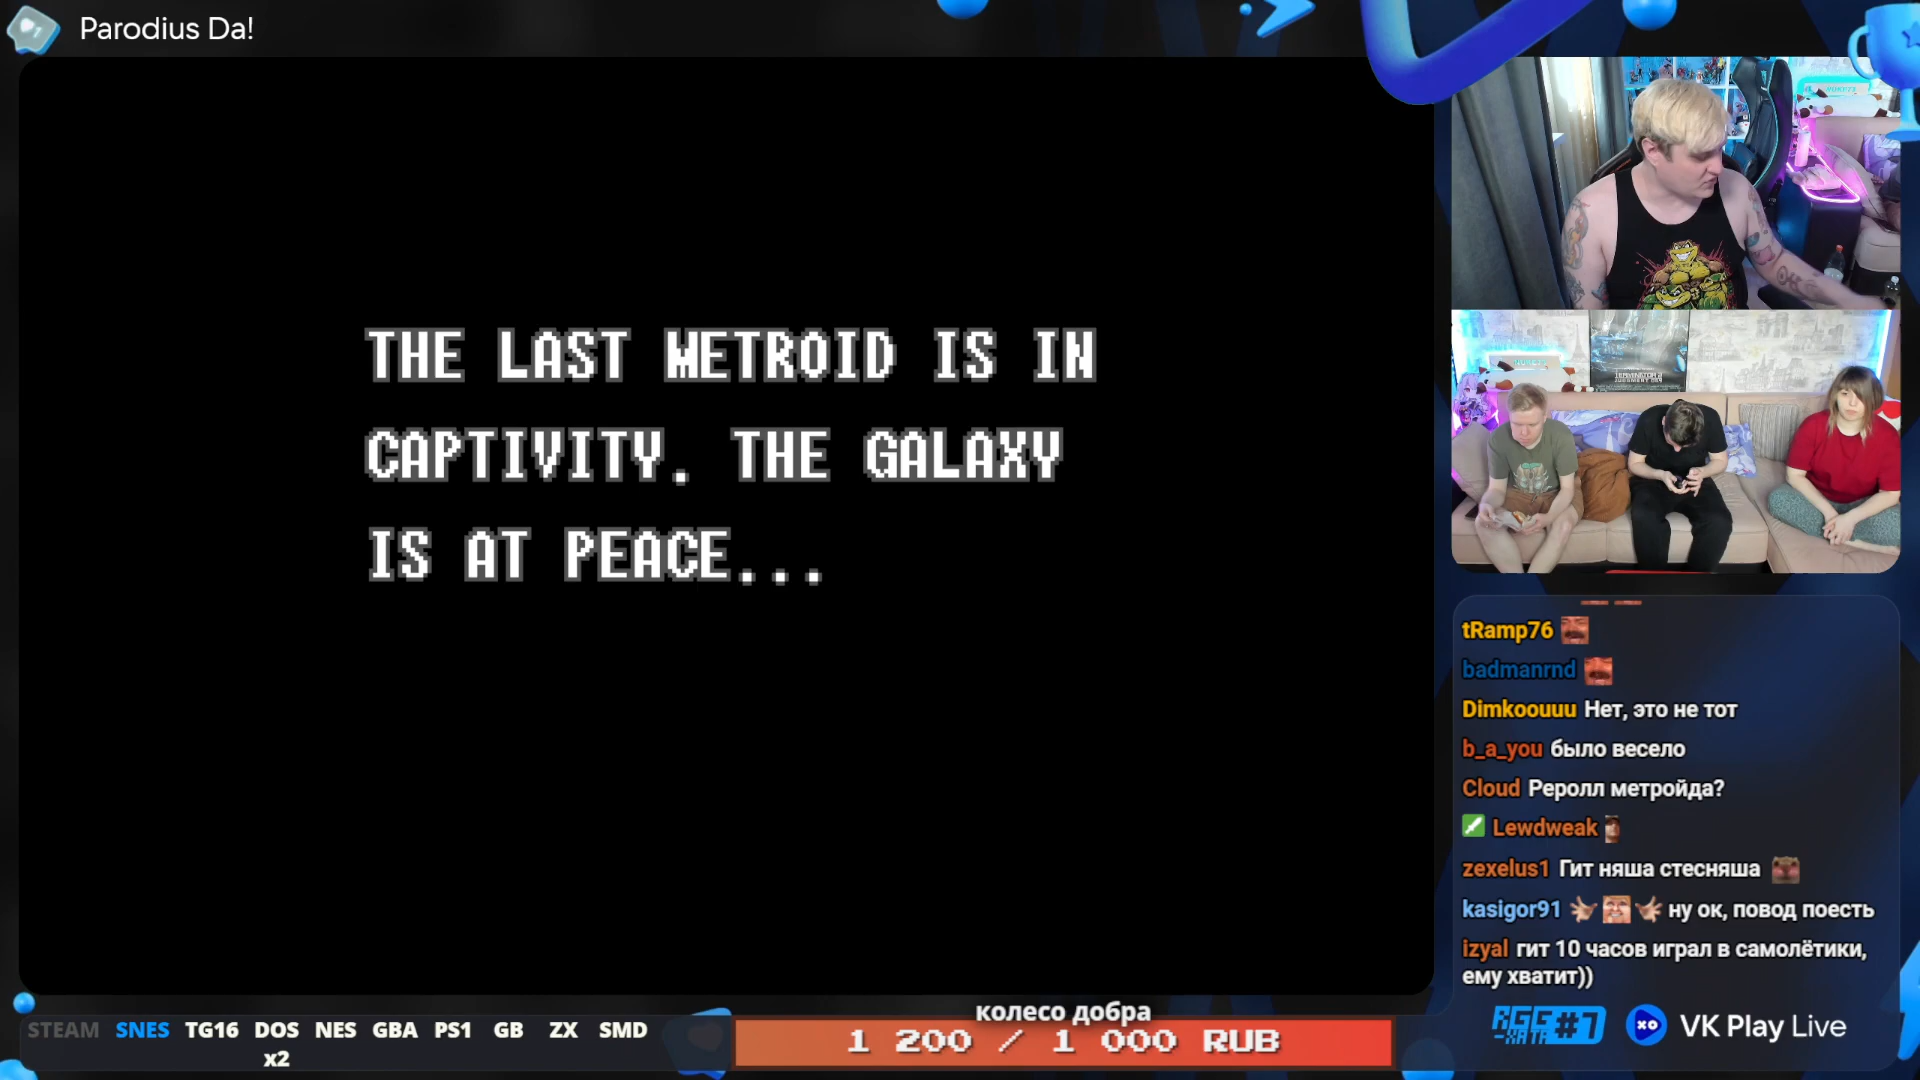 Parodius Da!
THE LAST METROID IS IN
CAPTIVITY. THE GALAXY
IS AT PEACE...
tRamp76
badmanrnd
Dimkoouuu Нет, это не тот
b_a_you было весело
Cloud Реролл метройда?
Lewdweak
zexelus1 Гит няша стесняша
kasigor91 ну ок, повод поесть
izyal гит 10 часов играл в самолётики,
ему хватит))
STEAM SNES TG16 DOS NES GBA PS1 GB ZX SMD
x2
колесо добра
1 200 / 1 000 RUB
#7
VK Play Live